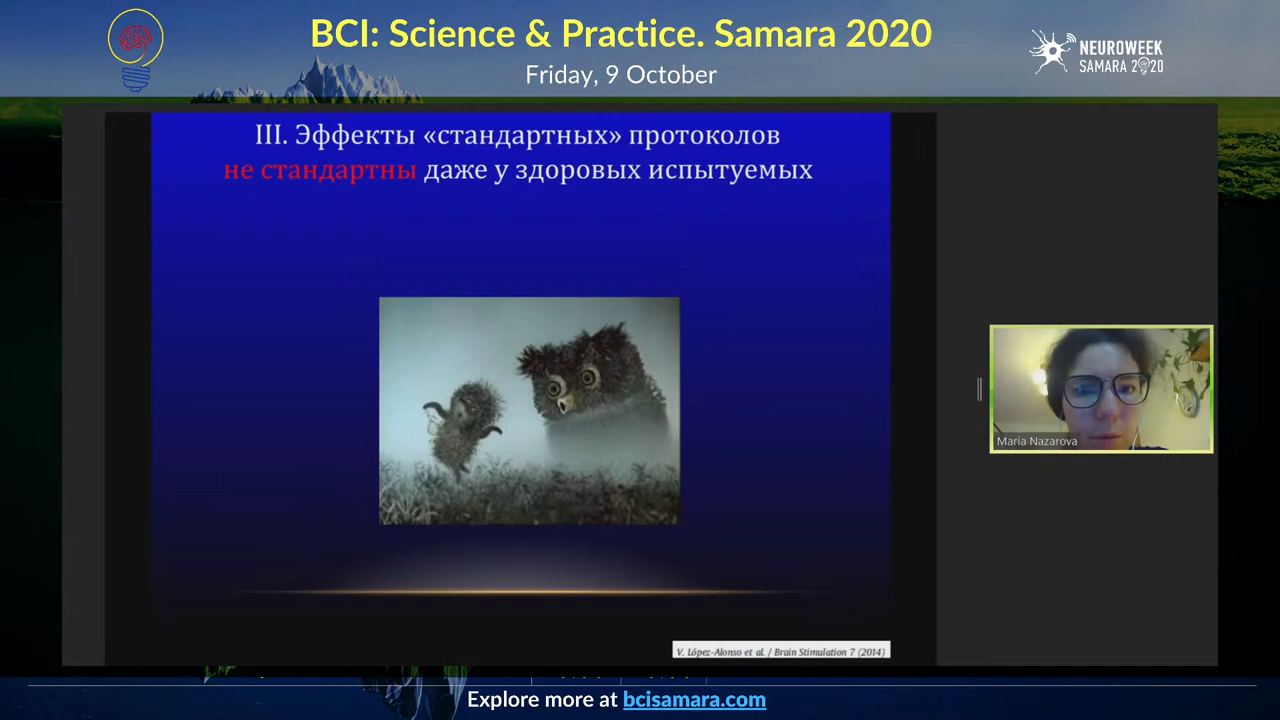 BCI: Science & Practice. Samara 2020
Friday, 9 October
NEUROWEEK
SAMARA 2020
III. Эффекты «стандартных» протоколов
не стандартны даже у здоровых испытуемых
Maria Nazarova
V. López-Alonso et al. / Brain Stimulation 7 (2014)
Explore more at bcisamara.com